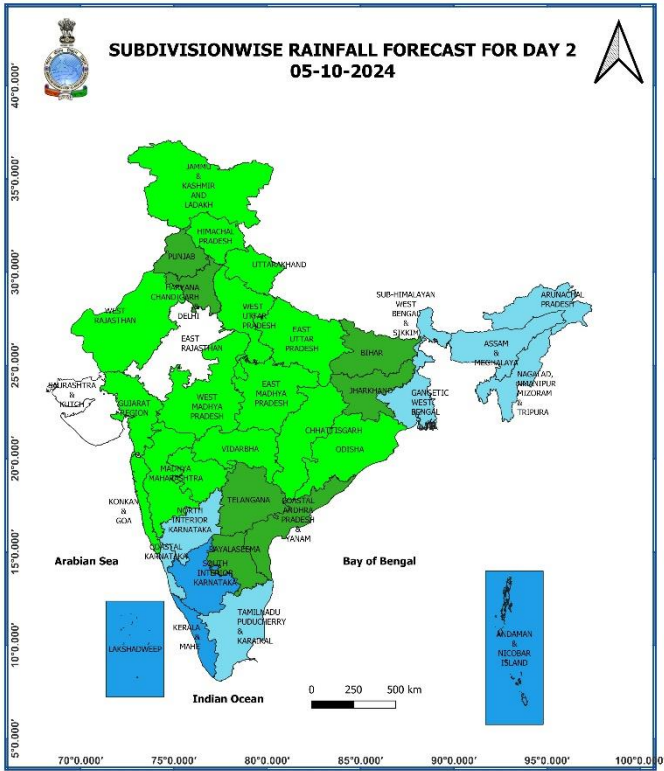 SUBDIVISIONWISE RAINFALL FORECAST FOR DAY 2
05-10-2024
40°0.000'
35°0.000'
30°0.000'
25°0.000'
20°0.000'
15°0.000'
10°0.000'
5°0.000'
JAMMU
&
KASHMIR
AND
LADAKH
HIMACHAL
PRADESH
PUNJAB
UTTARAKHAND
HARYANA
CHANDIGARH
DELHI
WEST
RAJASTHAN
WEST
UTTAR
PRADESH
EAST
RAJASTHAN
EAST
UTTAR
PRADESH
SUB-HIMALAYAN
WEST
BENGAL
&
SIKKIM
ARUNACHAL
PRADESH
ASSAM
&
MEGHALAYA
BIHAR
NAGALAD,
MANIPUR
MIZORAM
&
TRIPURA
SAURASHTRA
&
KUTCH
GUJARAT
REGION
WEST
MADHYA
PRADESH
EAST
MADHYA
PRADESH
JHARKHAND
GANGETIC
WEST
BENGAL
CHHATTISGARH
ODISHA
VIDARBHA
MADHYA
MAHARASHTRA
KONKAN
&
GOA
TELANGANA
COASTAL
ANDHRA
PRADESH
&
YANAM
NORTH
INTERIOR
KARNATAKA
COASTAL
KARNATAKA
RAYALASEEMA
SOUTH
INTERIOR
KARNATAKA
Arabian Sea
Bay of Bengal
TAMILNADU
PUDUCHERRY
&
KARAIKAL
KERALA
&
MAHE
LAKSHADWEEP
ANDAMAN
&
NICOBAR
ISLAND
Indian Ocean
0 250 500 km
70°0.000' 75°0.000' 80°0.000' 85°0.000' 90°0.000' 95°0.000' 100°0.000'